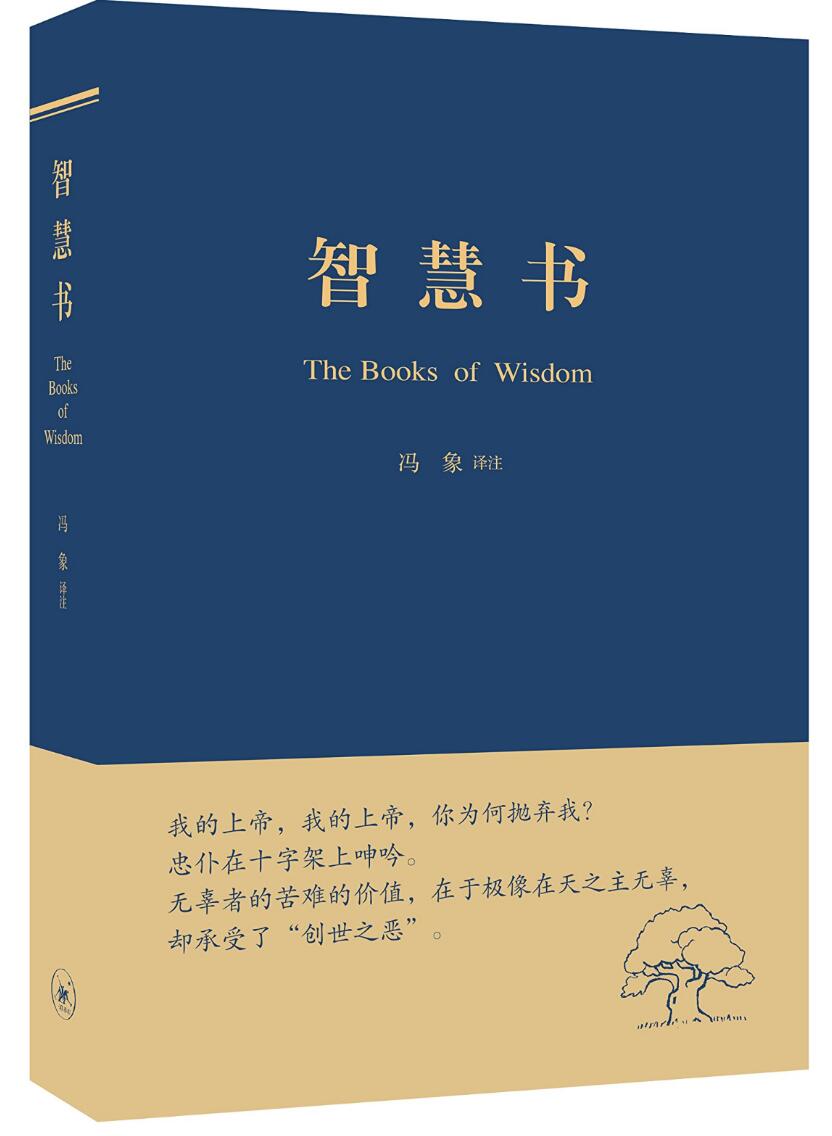 智慧书
The Books of Wisdom
冯 象 译注
智慧书
The
Books
of
Wisdom
冯象译注
我的上帝，我的上帝，你为何抛弃我？
忠仆在十字架上呻吟。
无辜者的苦难的价值，在于极像在天之主无辜，
却承受了“创世之恶”。